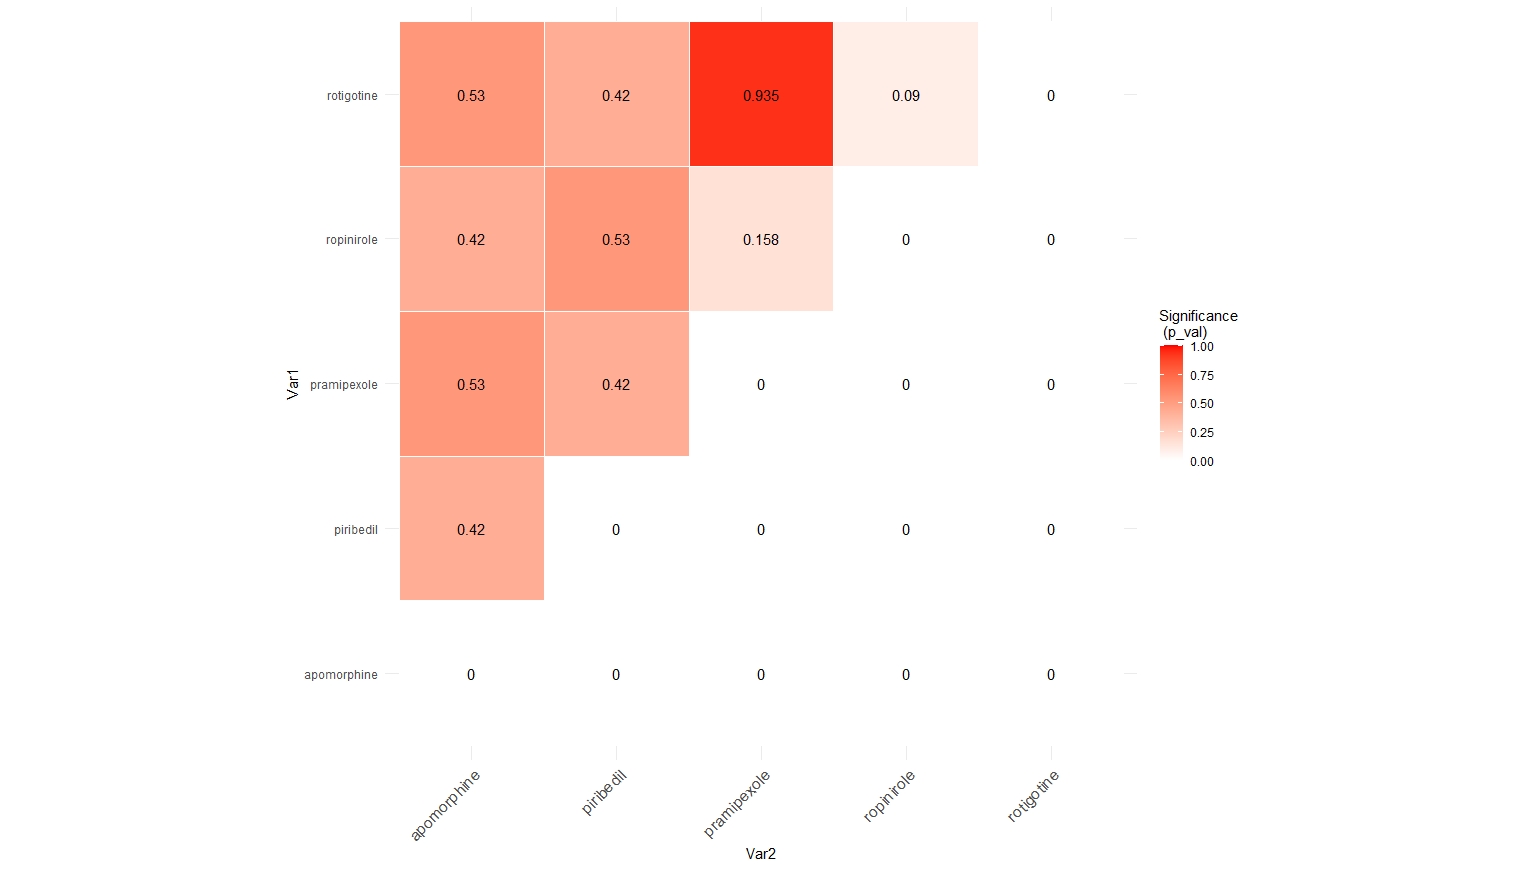 rotigotine 0.53 0.42 0.935 0.09 0
ropinirole 0.42 0.53 0.158 0 0
pramipexole 0.53 0.42 0 0 0
piribedil 0.42 0 0 0 0
apomorphine 0 0 0 0 0
Var1
apomorphine piribedil pramipexole ropinirole rotigotine
Var2
Significance
(p_val)
1.00
0.75
0.50
0.25
0.00